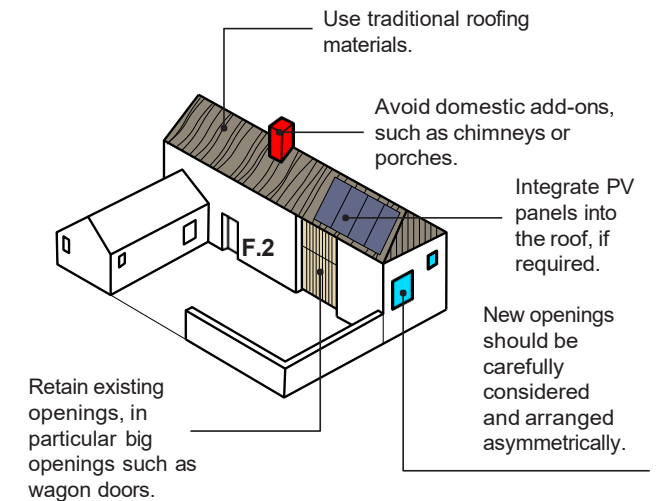 Use traditional roofing
materials.
Avoid domestic add-ons,
such as chimneys or
porches.
Integrate PV
panels into
the roof, if
required.
F.2
New openings
should be
carefully
considered
and arranged
asymmetrically.
Retain existing
openings, in
particular big
openings such as
wagon doors.